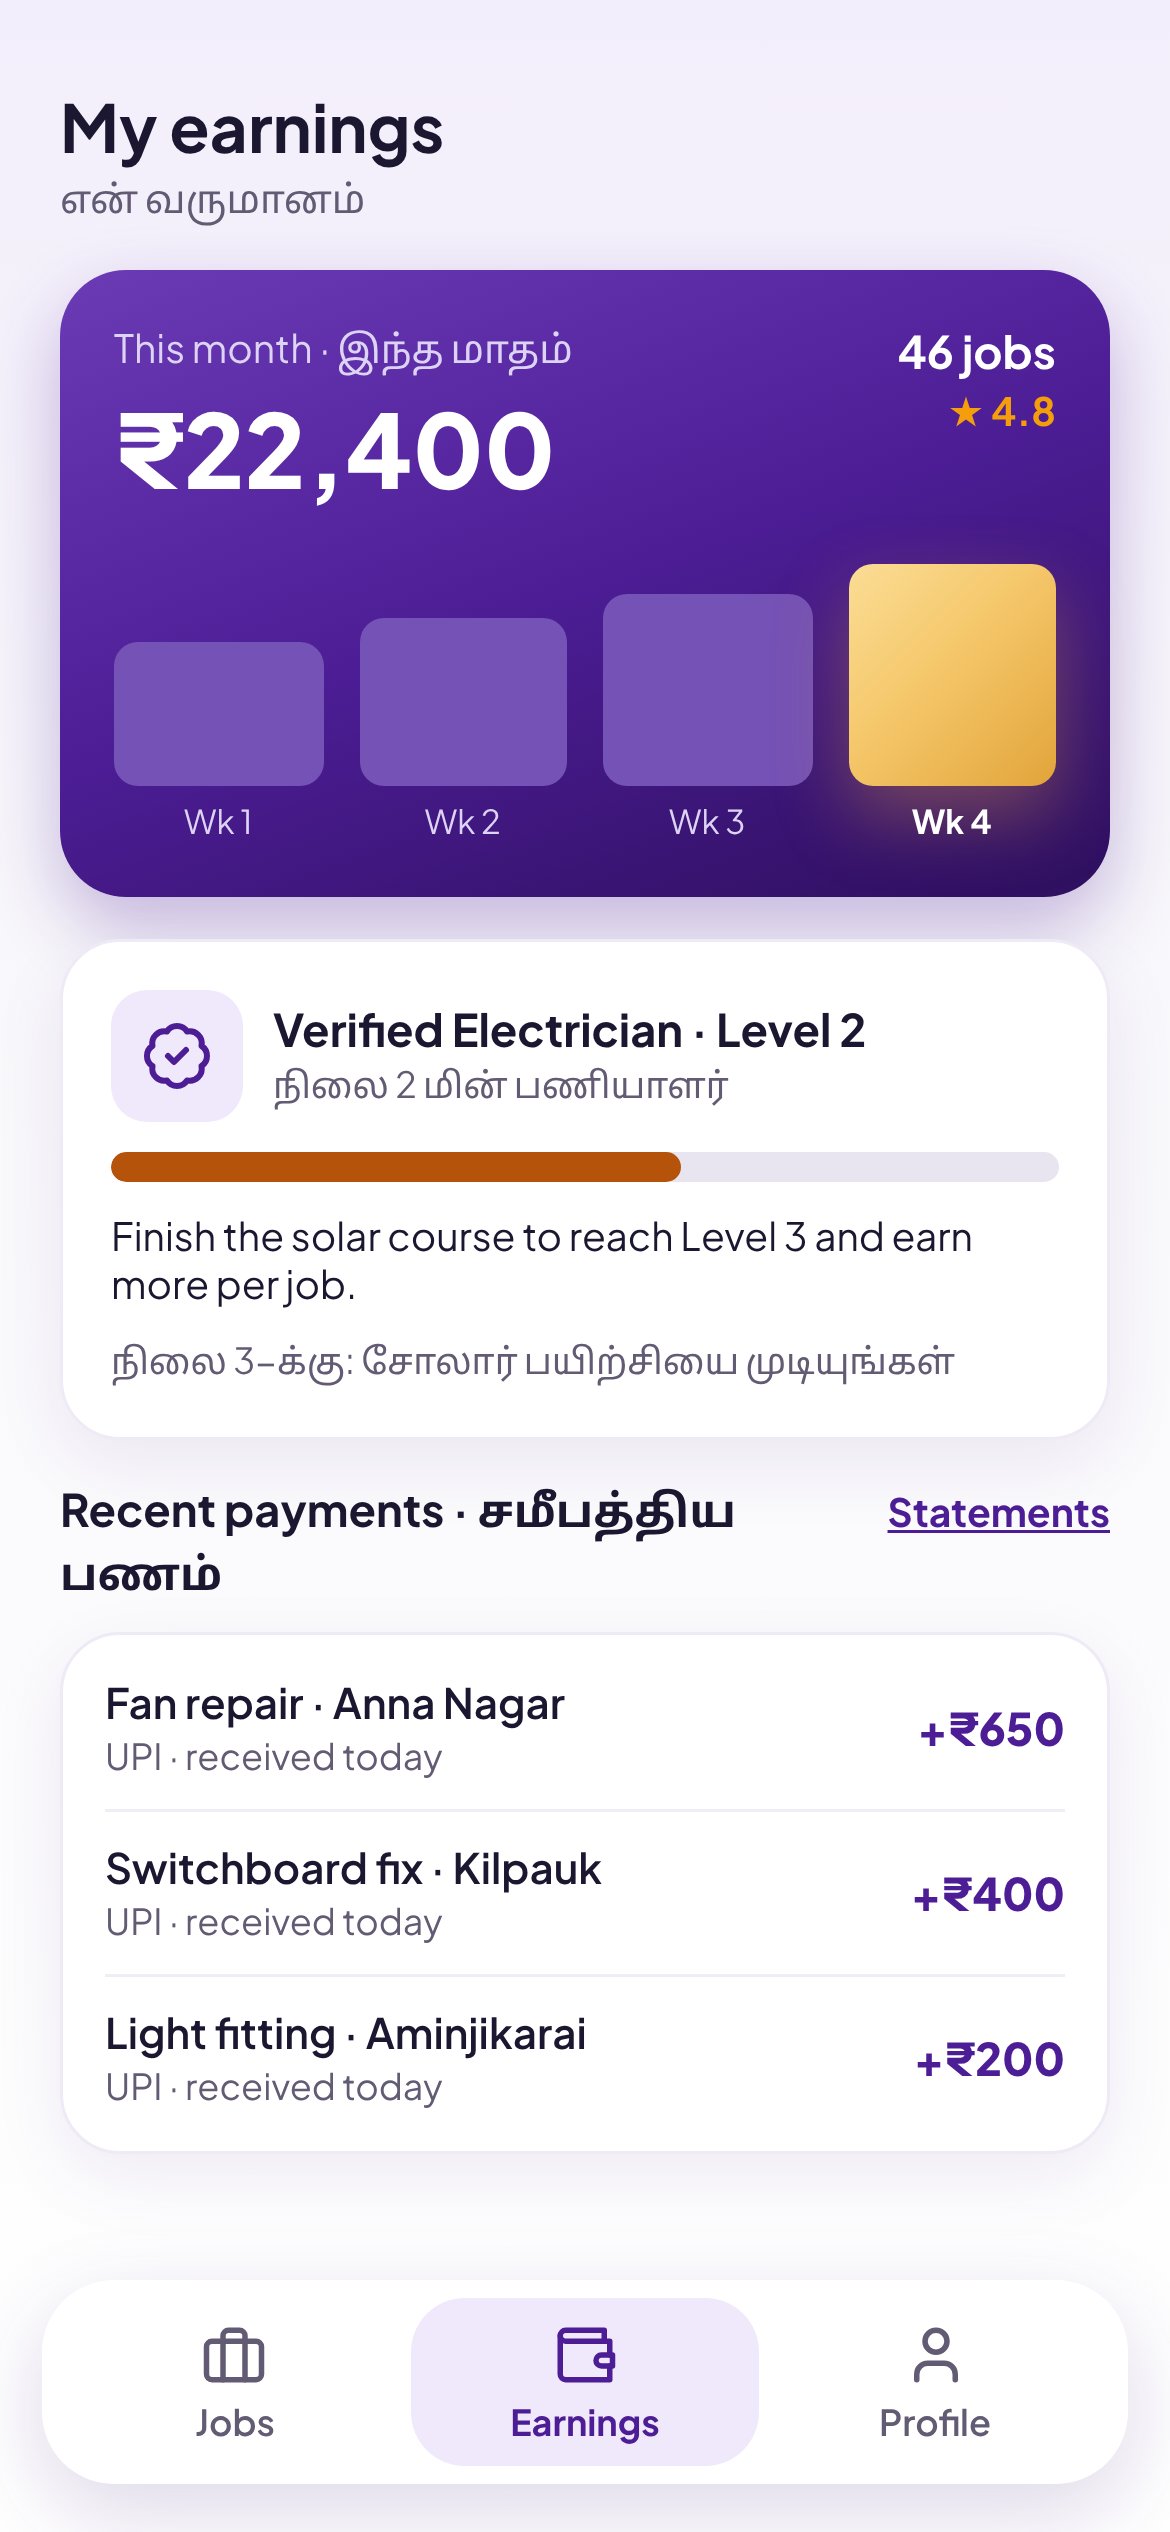 My earnings
என் வருமானம்
This month · இந்த மாதம்
46 jobs
★ 4.8
₹22,400
Wk 1
Wk 2
Wk 3
Wk 4
Verified Electrician · Level 2
நிலை 2 மின் பணியாளர்
Finish the solar course to reach Level 3 and earn
more per job.
நிலை 3-க்கு: சோலார் பயிற்சியை முடியுங்கள்
Recent payments · சமீபத்திய
பணம்
Statements
Fan repair · Anna Nagar
UPI · received today
+₹650
Switchboard fix · Kilpauk
UPI · received today
+₹400
Light fitting · Aminjikarai
UPI · received today
+₹200
Jobs
Earnings
Profile